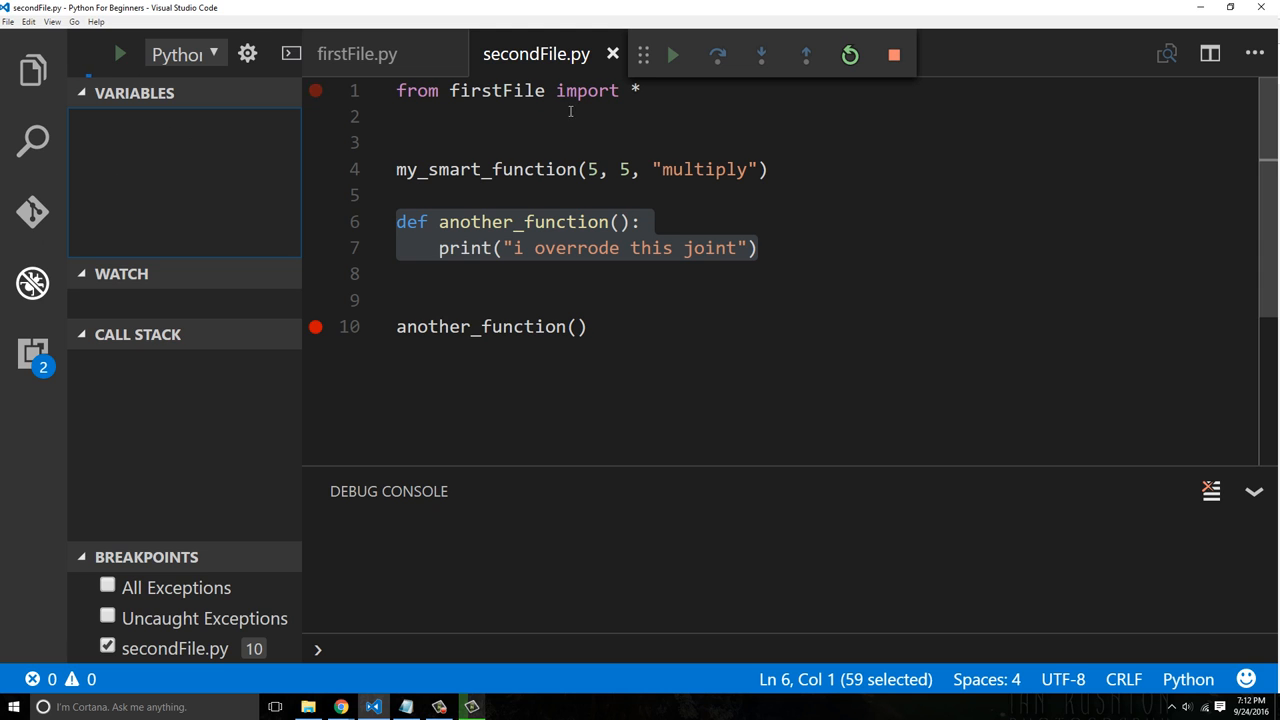 secondFile.py - Python For Beginners - Visual Studio Code
File Edit View Go Help
Pythor
firstFile.py
secondFile.py
VARIABLES
WATCH
CALL STACK
BREAKPOINTS
All Exceptions
Uncaught Exceptions
secondFile.py 10
2
1 from firstFile import *
2
3
4 my_smart_function(5, 5, "multiply")
5
6 def another_function():
7 print("i overrode this joint")
8
9
10 another_function()
DEBUG CONSOLE
0 0
Ln 6, Col 1 (59 selected) Spaces: 4 UTF-8 CRLF Python
I'm Cortana. Ask me anything.
7:12 PM
9/24/2016